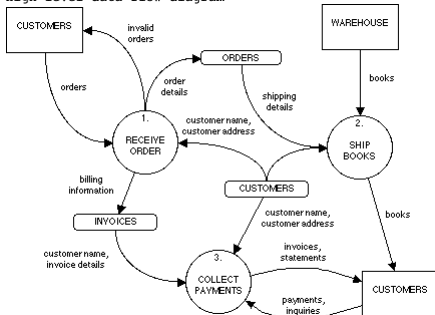 High level data flow diagram
CUSTOMERS
invalid
orders
WAREHOUSE
ORDERS
orders
order
details
books
shipping
details
1.
RECEIVE
ORDER
customer name,
customer address
2.
SHIP
BOOKS
billing
information
CUSTOMERS
INVOICES
customer name,
customer address
books
customer name,
invoice details
invoices,
statements
3.
COLLECT
PAYMENTS
CUSTOMERS
payments,
inquiries